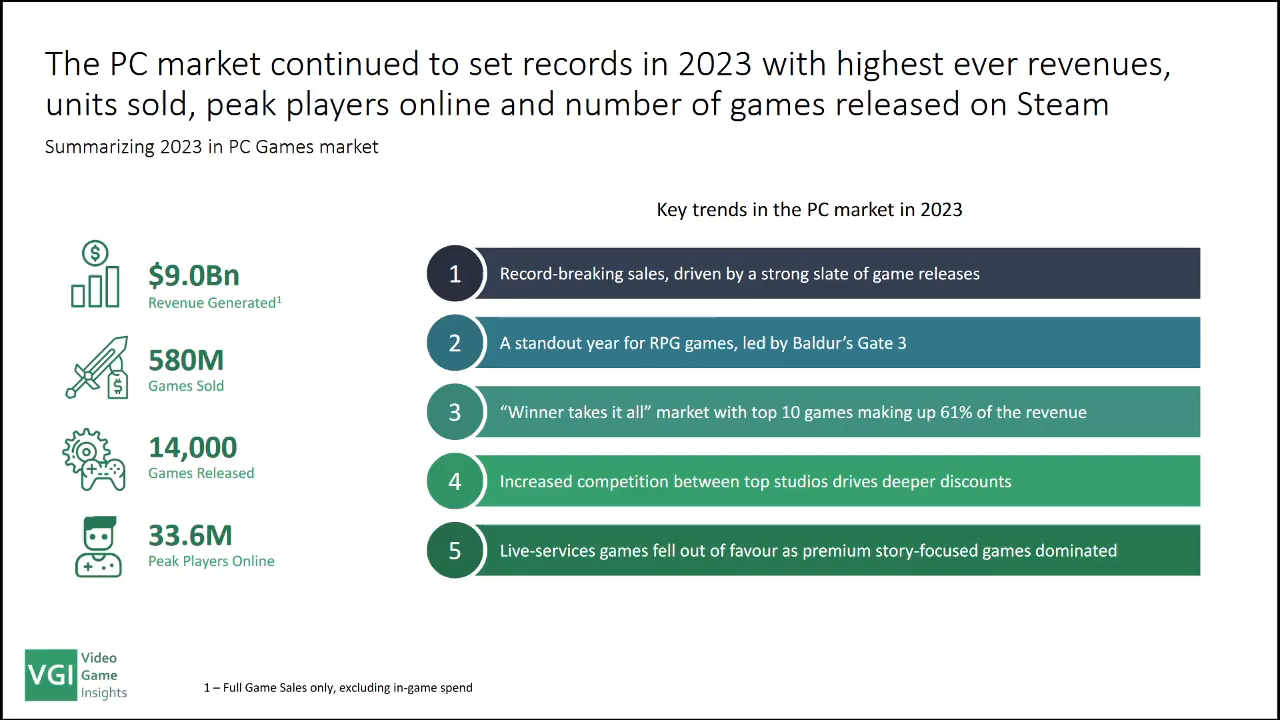 The PC market continued to set records in 2023 with highest ever revenues,
units sold, peak players online and number of games released on Steam
Summarizing 2023 in PC Games market
$9.0Bn
Revenue Generated¹
580M
Games Sold
14,000
Games Released
33.6M
Peak Players Online
Key trends in the PC market in 2023
1 Record-breaking sales, driven by a strong slate of game releases
2 A standout year for RPG games, led by Baldur’s Gate 3
3 “Winner takes it all” market with top 10 games making up 61% of the revenue
4 Increased competition between top studios drives deeper discounts
5 Live-services games fell out of favour as premium story-focused games dominated
VGI
Video
Game
Insights
1 – Full Game Sales only, excluding in-game spend